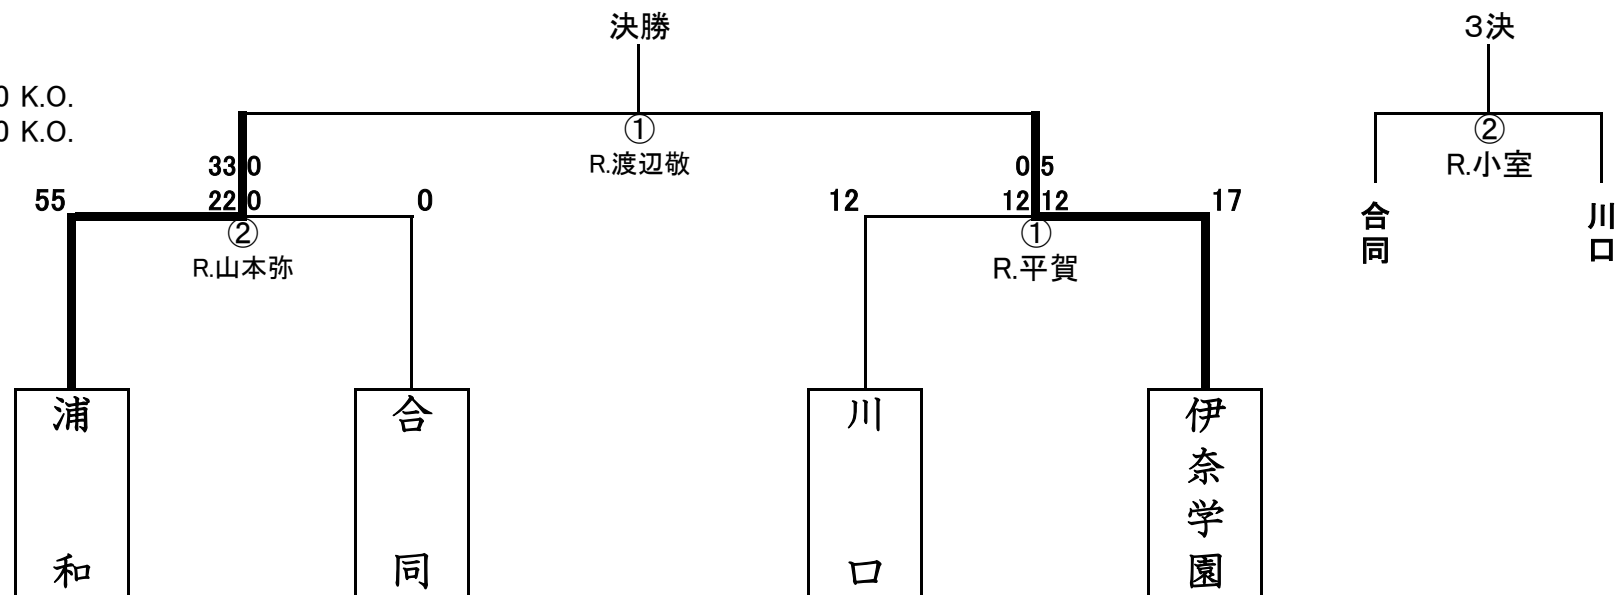 決勝
3決
0 K.O.
0 K.O.
①
R.渡辺敬
②
R.小室
33 0
22 0
55
0
②
R.山本弥
0 5
12 12
12
17
①
R.平賀
合同
川口
浦和
合同
川口
伊奈学園